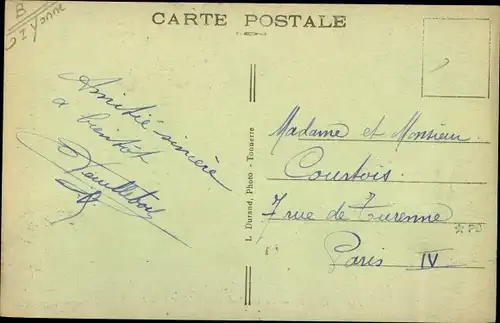 B
Yonne
CARTE POSTALE
Amitié sincère
à bientôt
L. Durand, Photo - Tonnerre
Madame et Monsieur
Courtois
7 rue de Turenne
Paris IV